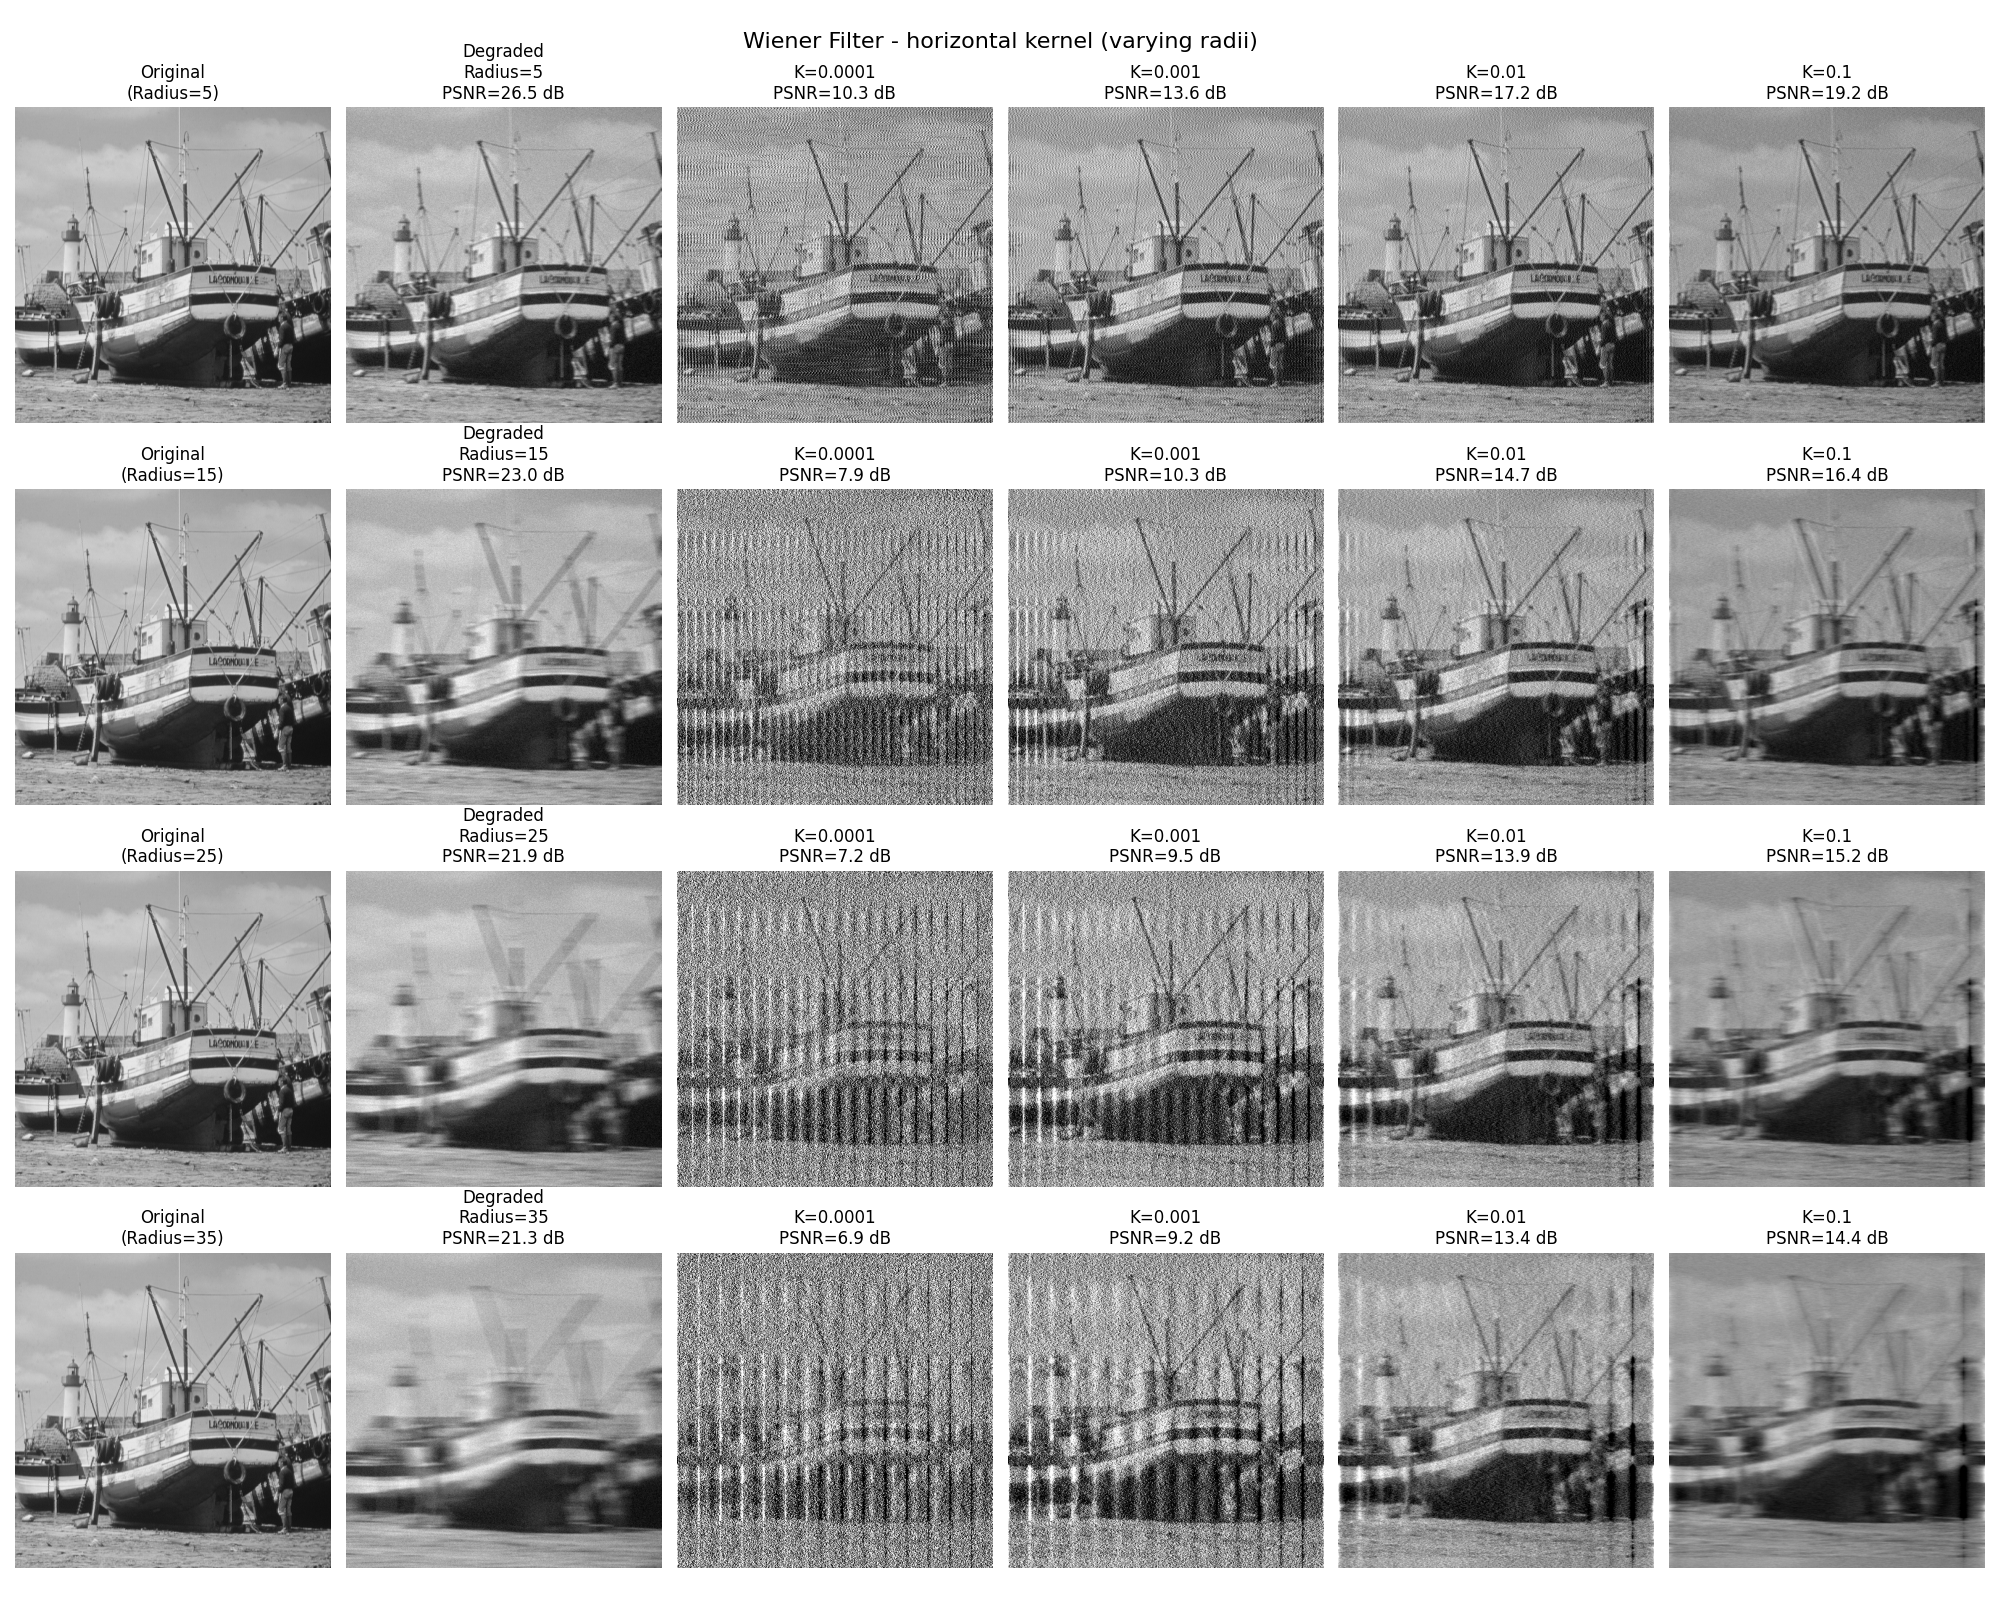 Wiener Filter - horizontal kernel (varying radii)
Original
(Radius=5)
Degraded
Radius=5
PSNR=26.5 dB
K=0.0001
PSNR=10.3 dB
K=0.001
PSNR=13.6 dB
K=0.01
PSNR=17.2 dB
K=0.1
PSNR=19.2 dB
Original
(Radius=15)
Degraded
Radius=15
PSNR=23.0 dB
K=0.0001
PSNR=7.9 dB
K=0.001
PSNR=10.3 dB
K=0.01
PSNR=14.7 dB
K=0.1
PSNR=16.4 dB
Original
(Radius=25)
Degraded
Radius=25
PSNR=21.9 dB
K=0.0001
PSNR=7.2 dB
K=0.001
PSNR=9.5 dB
K=0.01
PSNR=13.9 dB
K=0.1
PSNR=15.2 dB
Original
(Radius=35)
Degraded
Radius=35
PSNR=21.3 dB
K=0.0001
PSNR=6.9 dB
K=0.001
PSNR=9.2 dB
K=0.01
PSNR=13.4 dB
K=0.1
PSNR=14.4 dB